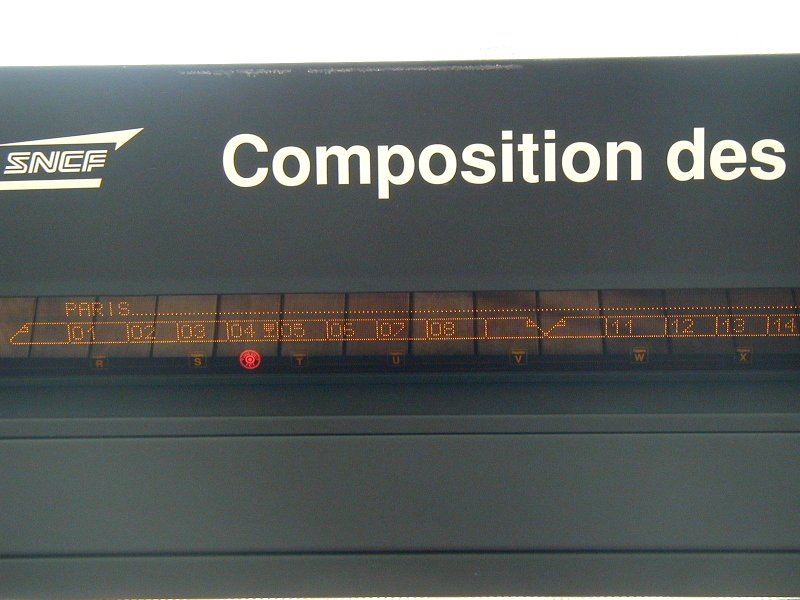 SNCF Composition des
PARIS
01 02 03 04 05 06 07 08 11 12 13 14
R S T U V W X